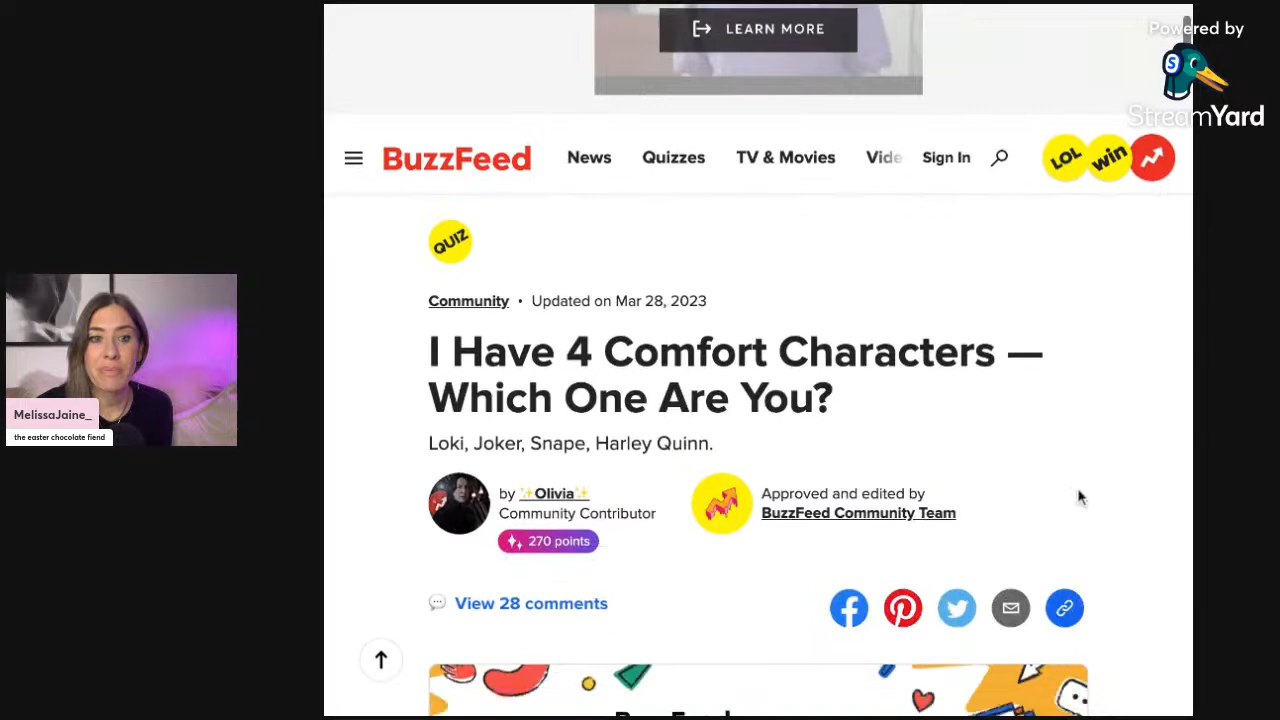 LEARN MORE
Powered by
S
StreamYard
BuzzFeed
News
Quizzes
TV & Movies
Vide
Sign In
LOL
win
QUIZ
Community • Updated on Mar 28, 2023
I Have 4 Comfort Characters —
Which One Are You?
Loki, Joker, Snape, Harley Quinn.
by ✨Olivia✨
Community Contributor
270 points
Approved and edited by
BuzzFeed Community Team
View 28 comments
MelissaJaine_
the easter chocolate fiend